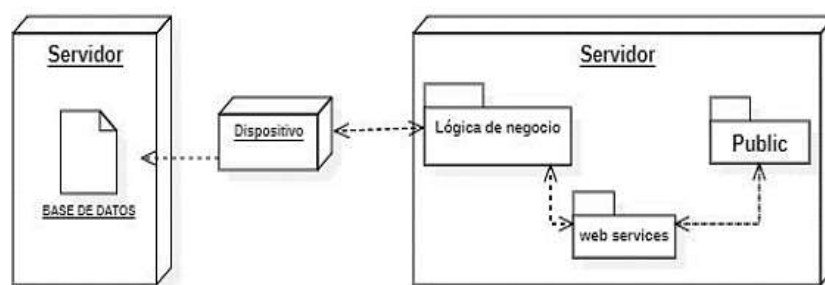 Servidor
BASE DE DATOS
Dispositivo
Servidor
Lógica de negocio
Public
web services